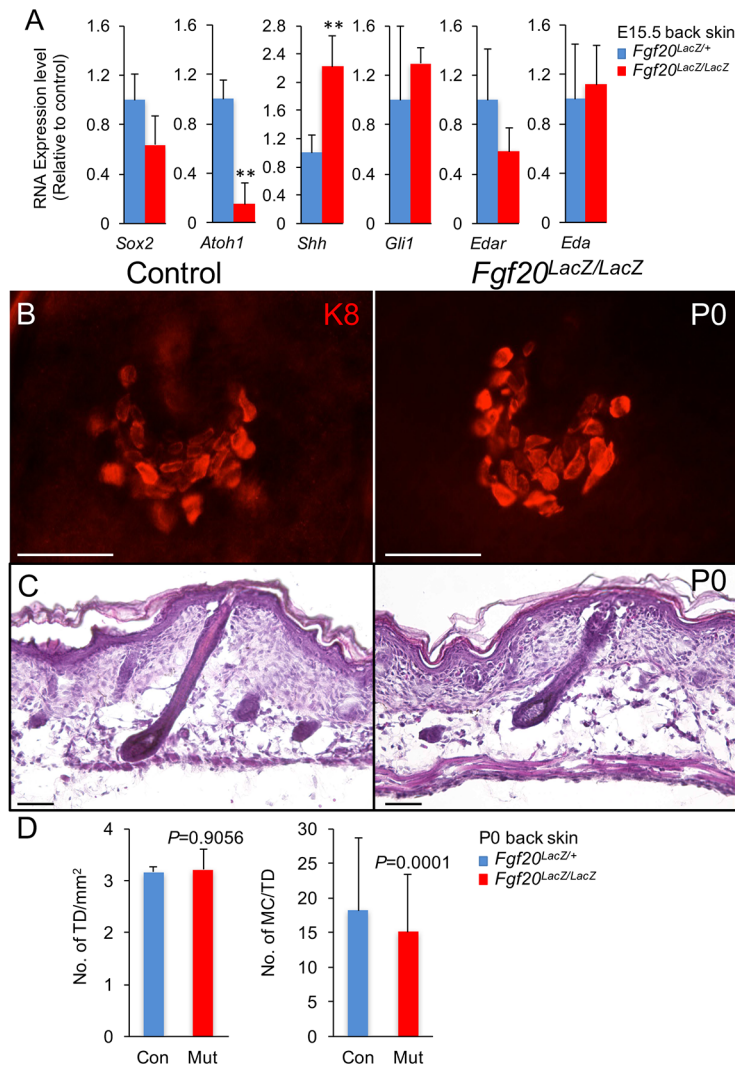 A
E15.5 back skin
Fgf20LacZ/+
Fgf20LacZ/LacZ
RNA Expression level
(Relative to control)
1.6
1.2
0.8
0.4
0
Sox2
1.6
1.2
0.8
0.4
0
**
Atoh1
2.8
2.4
2
1.6
1.2
0.8
0.4
0
**
Shh
1.6
1.2
0.8
0.4
0
Gli1
1.6
1.2
0.8
0.4
0
Edar
1.6
1.2
0.8
0.4
0
Eda
Control
Fgf20LacZ/LacZ
B
K8
P0
C
P0
D
No. of TD/mm2
4
3
2
1
0
P=0.9056
Con Mut
No. of MC/TD
30
25
20
15
10
5
0
P=0.0001
Con Mut
P0 back skin
Fgf20LacZ/+
Fgf20LacZ/LacZ